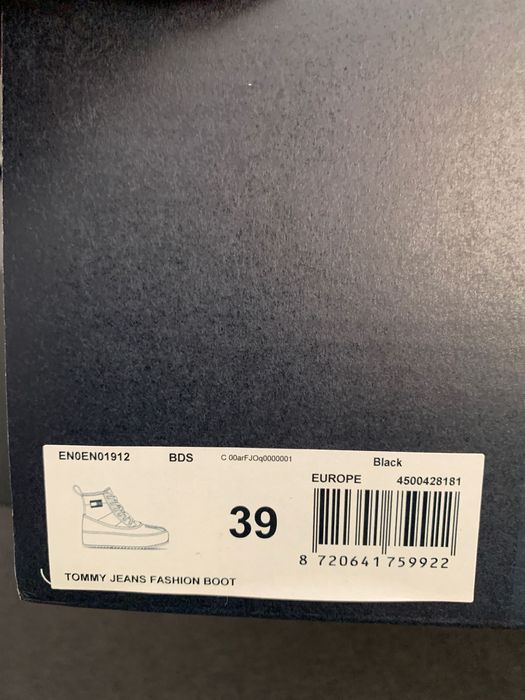 EN0EN01912 BDS C 00arFJOq0000001 Black
EUROPE 4500428181
39
8 720641 759922
TOMMY JEANS FASHION BOOT